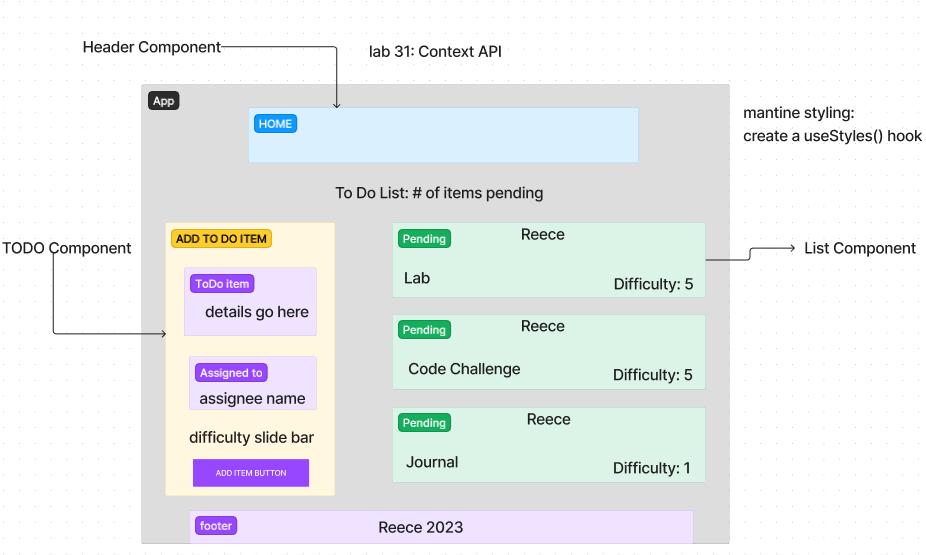 Header Component
lab 31: Context API
App
HOME
mantine styling:
create a useStyles() hook
To Do List: # of items pending
TODO Component
ADD TO DO ITEM
ToDo item
details go here
Assigned to
assignee name
difficulty slide bar
ADD ITEM BUTTON
Pending
Reece
Lab
Difficulty: 5
List Component
Pending
Reece
Code Challenge
Difficulty: 5
Pending
Reece
Journal
Difficulty: 1
footer
Reece 2023